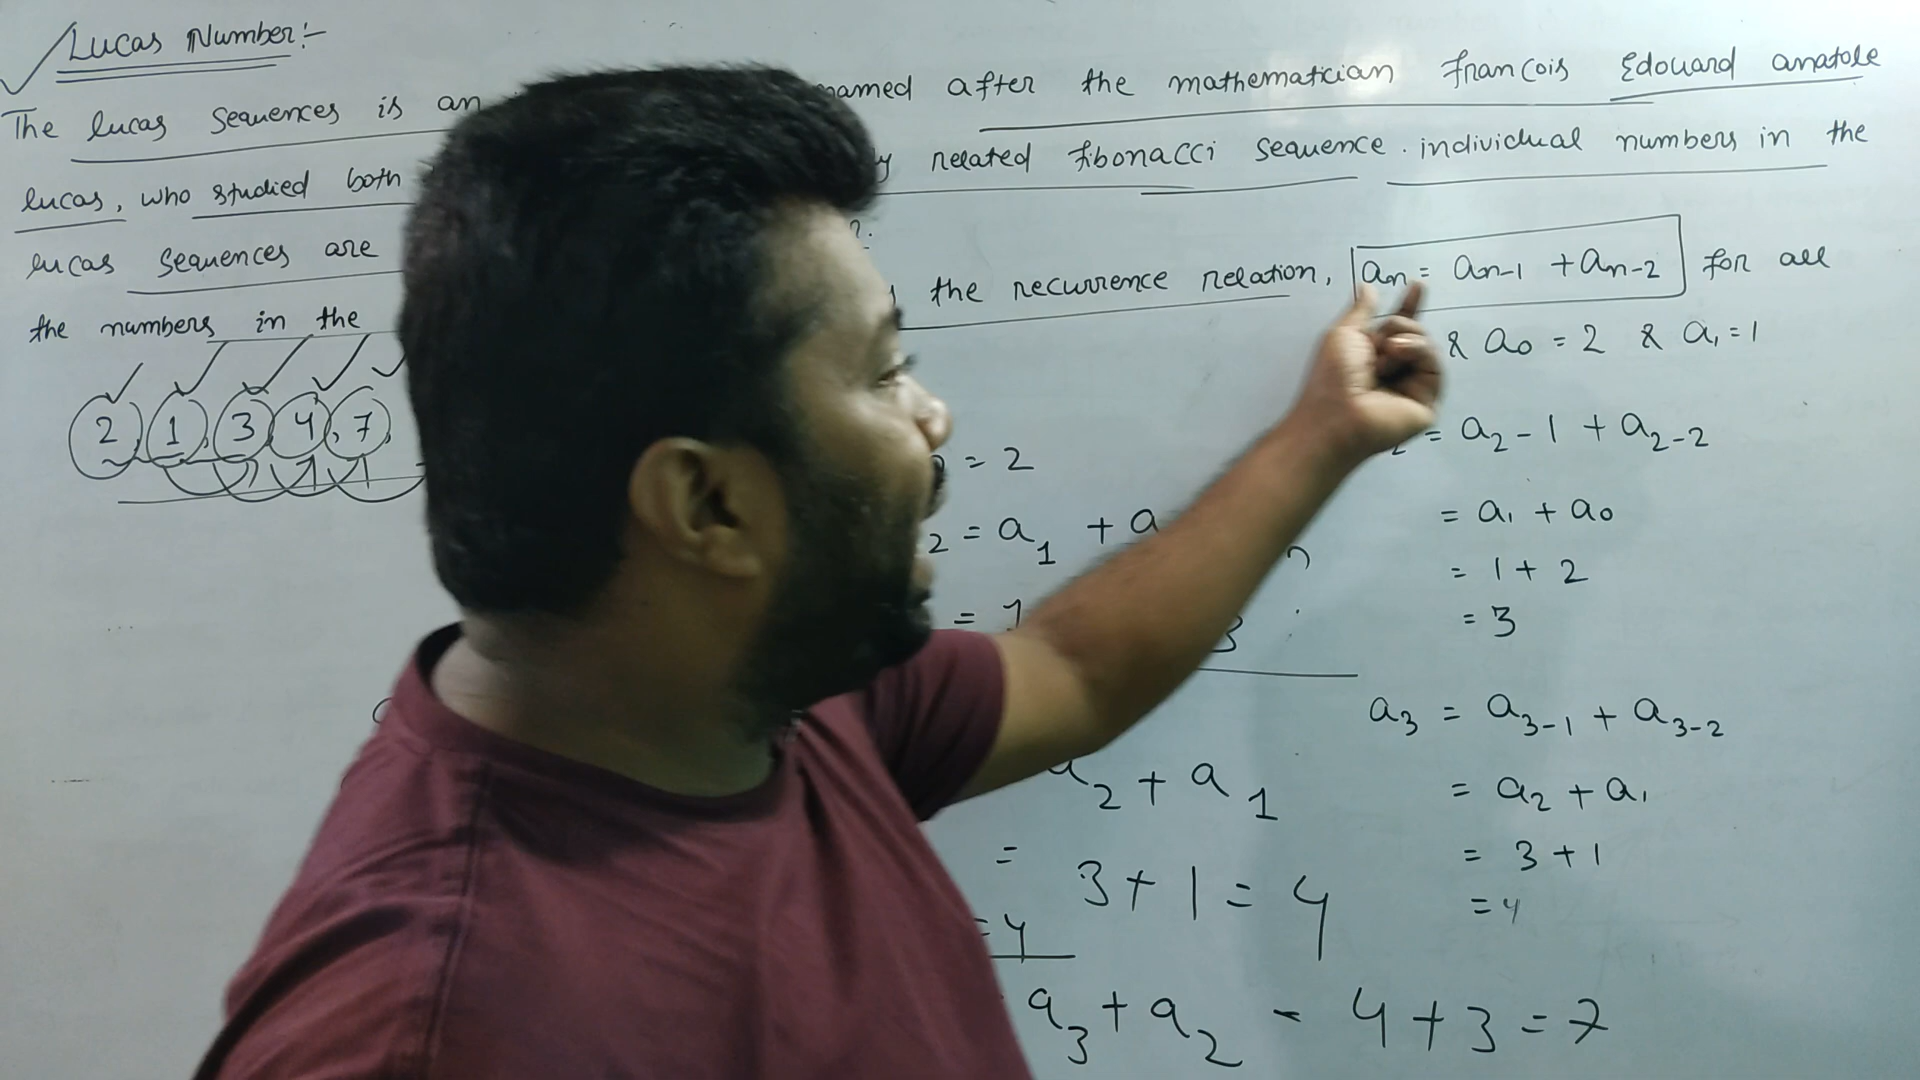 Lucas Number:-
The lucas sequences is an named after the mathematician francois Edouard anatole
lucas, who studied both related fibonacci sequence. individual numbers in the
lucas sequences are
the numbers in the the recurrence relation, an = an-1 + an-2 for all
& a0 = 2 & a1 = 1
2, 1, 3, 4, 7,
= 2
2 = a1 + a
= 1
3
= a2-1 + a2-2
= a1 + a0
= 1 + 2
= 3
a2 + a1
= 3 + 1 = 4
= 4
a3 + a2 = 4 + 3 = 7
a3 = a3-1 + a3-2
= a2 + a1
= 3 + 1
= 4